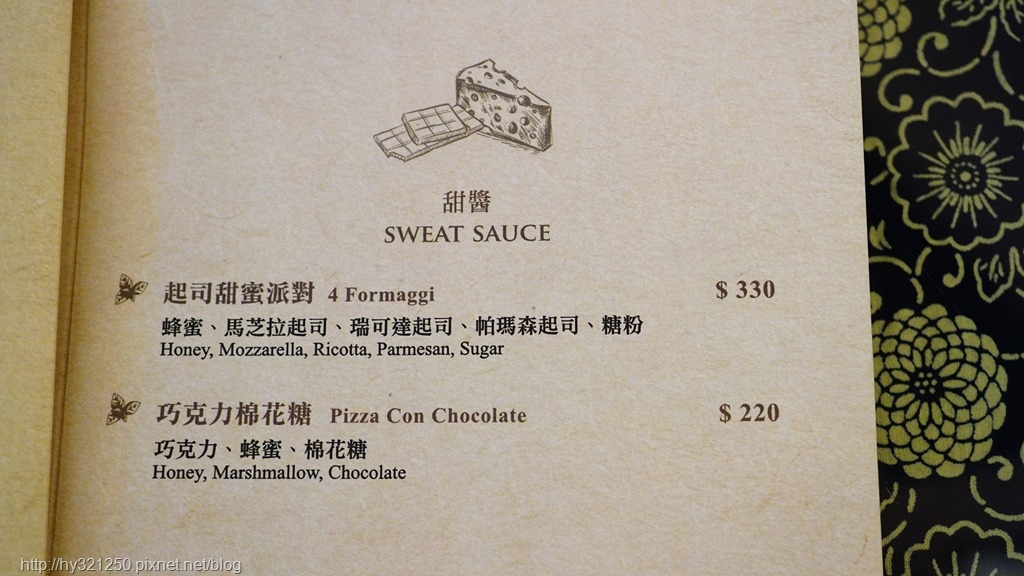 甜醬
SWEAT SAUCE
起司甜蜜派對 4 Formaggi $ 330
蜂蜜、馬芝拉起司、瑞可達起司、帕瑪森起司、糖粉
Honey, Mozzarella, Ricotta, Parmesan, Sugar
巧克力棉花糖 Pizza Con Chocolate $ 220
巧克力、蜂蜜、棉花糖
Honey, Marshmallow, Chocolate
http://hy321250.pixnet.net/blog